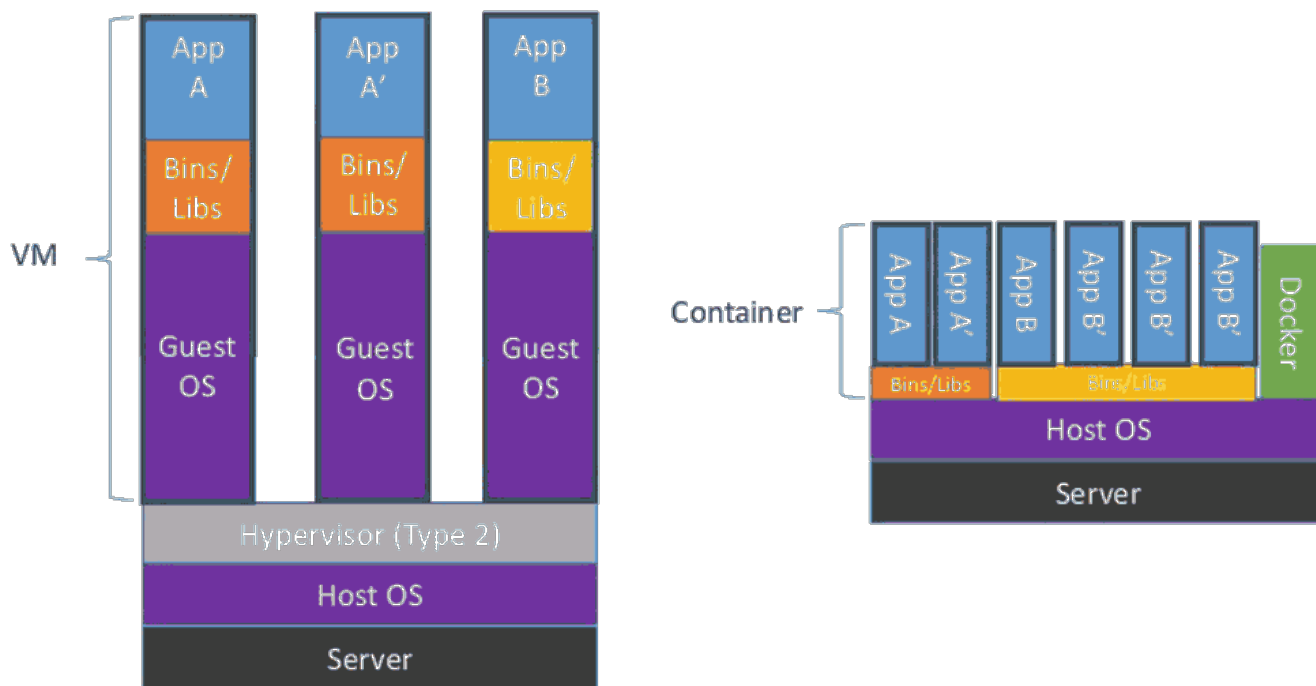 VM
App
A
Bins/
Libs
Guest
OS
App
A’
Bins/
Libs
Guest
OS
App
B
Bins/
Libs
Guest
OS
Hypervisor (Type 2)
Host OS
Server
Container
App A
App A’
App B
App B’
App B’
App B’
Docker
Bins/Libs
Bins/Libs
Host OS
Server